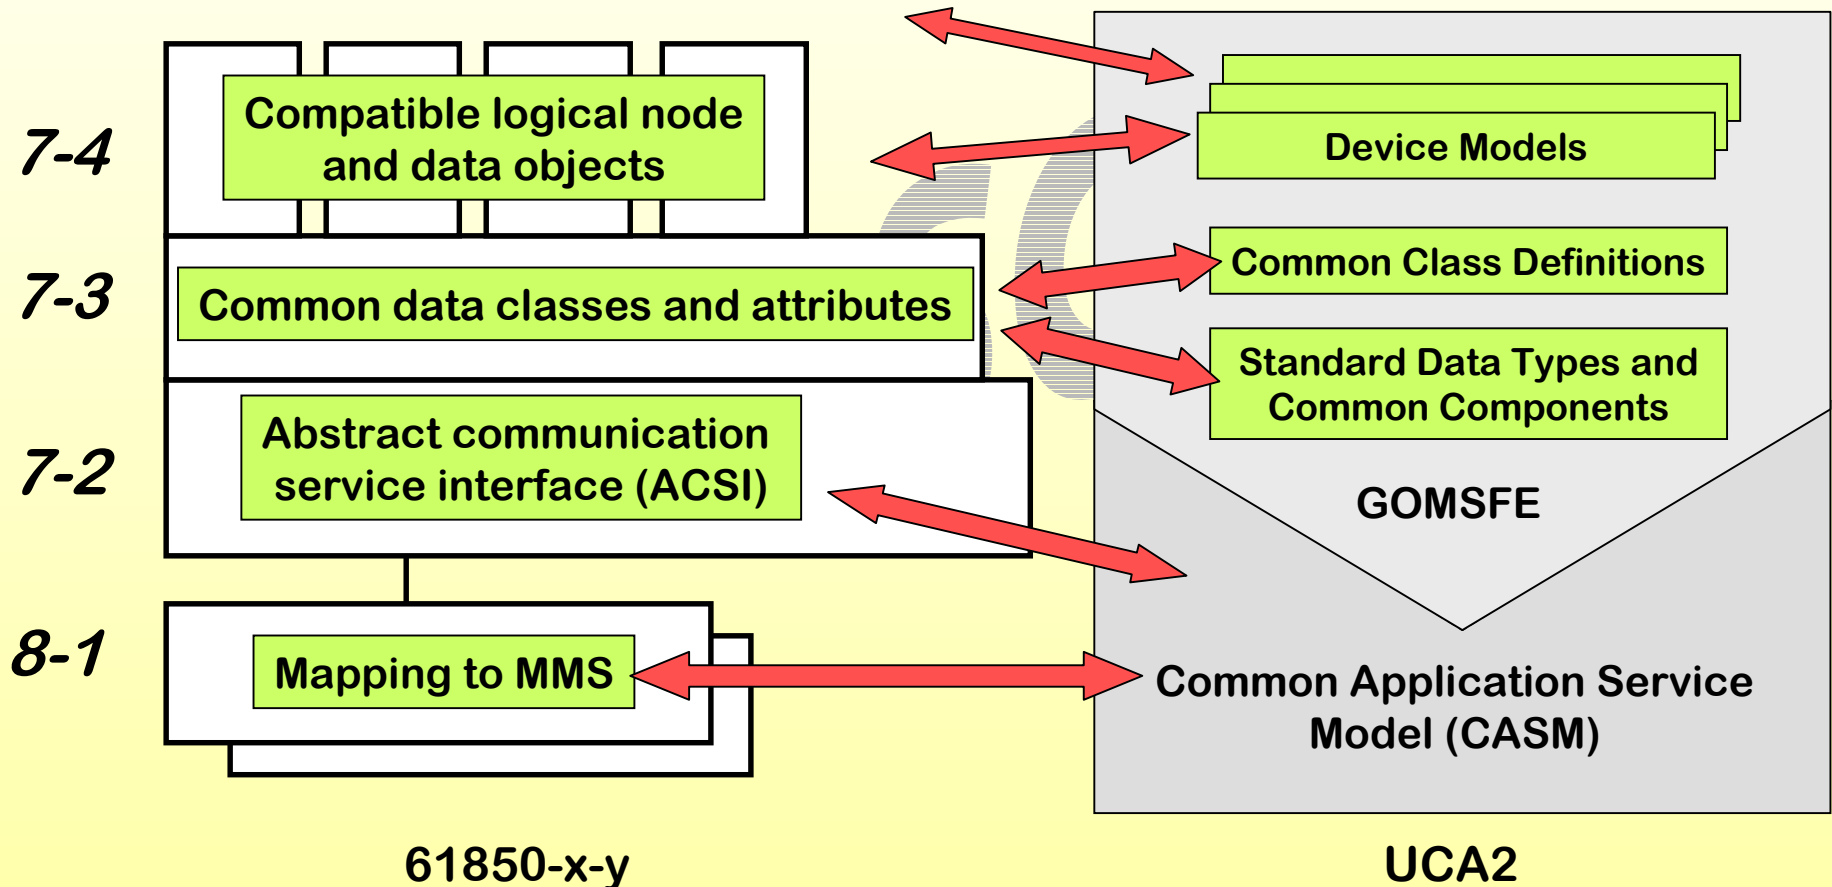 7-4
Compatible logical node
and data objects
7-3
Common data classes and attributes
7-2
Abstract communication
service interface (ACSI)
8-1
Mapping to MMS
61850-x-y
Device Models
Common Class Definitions
Standard Data Types and
Common Components
GOMSFE
Common Application Service
Model (CASM)
UCA2